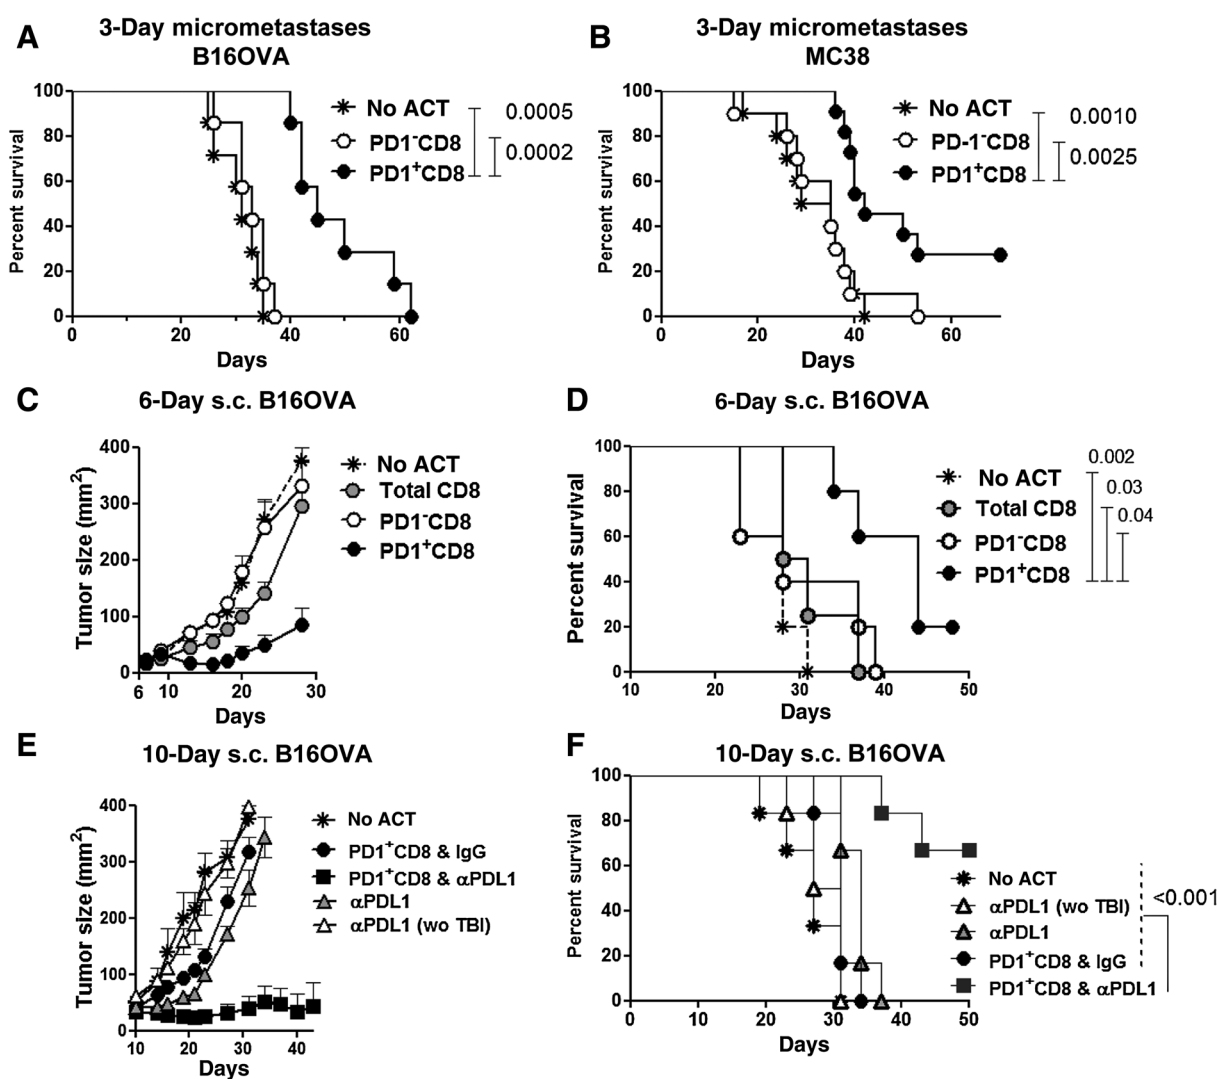 A
3-Day micrometastases
B16OVA
Percent survival
100
80
60
40
20
0
0
20
40
60
Days
No ACT
PD1⁻CD8
PD1⁺CD8
0.0005
0.0002
B
3-Day micrometastases
MC38
Percent survival
100
80
60
40
20
0
0
20
40
60
Days
No ACT
PD-1⁻CD8
PD1⁺CD8
0.0010
0.0025
C
6-Day s.c. B16OVA
Tumor size (mm²)
400
300
200
100
0
6
10
20
30
Days
No ACT
Total CD8
PD1⁻CD8
PD1⁺CD8
D
6-Day s.c. B16OVA
Percent survival
100
80
60
40
20
0
10
20
30
40
50
Days
No ACT
Total CD8
PD1⁻CD8
PD1⁺CD8
0.002
0.03
0.04
E
10-Day s.c. B16OVA
Tumor size (mm²)
400
300
200
100
0
10
20
30
40
Days
No ACT
PD1⁺CD8 & IgG
PD1⁺CD8 & αPDL1
αPDL1
αPDL1 (wo TBI)
F
10-Day s.c. B16OVA
Percent survival
100
80
60
40
20
0
0
10
20
30
40
50
Days
No ACT
αPDL1 (wo TBI)
αPDL1
PD1⁺CD8 & IgG
PD1⁺CD8 & αPDL1
<0.001